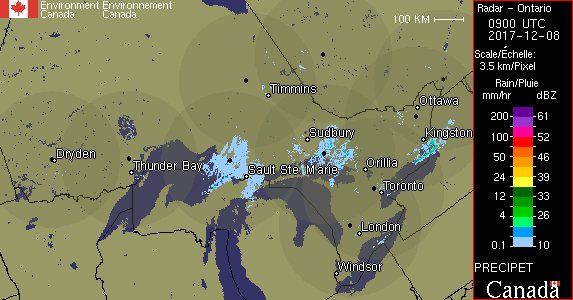 Environment Environnement
Canada Canada
100 KM
Timmins
Ottawa
Sudbury
Kingston
Dryden
Thunder Bay
Sault Ste. Marie
Orillia
Toronto
London
Windsor
Radar - Ontario
0900 UTC
2017-12-08
Scale/Échelle:
3.5 km/Pixel
Rain/Pluie
mm/hr dBZ
200 61
100 52
50 46
24 39
12 33
4 26
0.1 10
PRECIPET
Canada